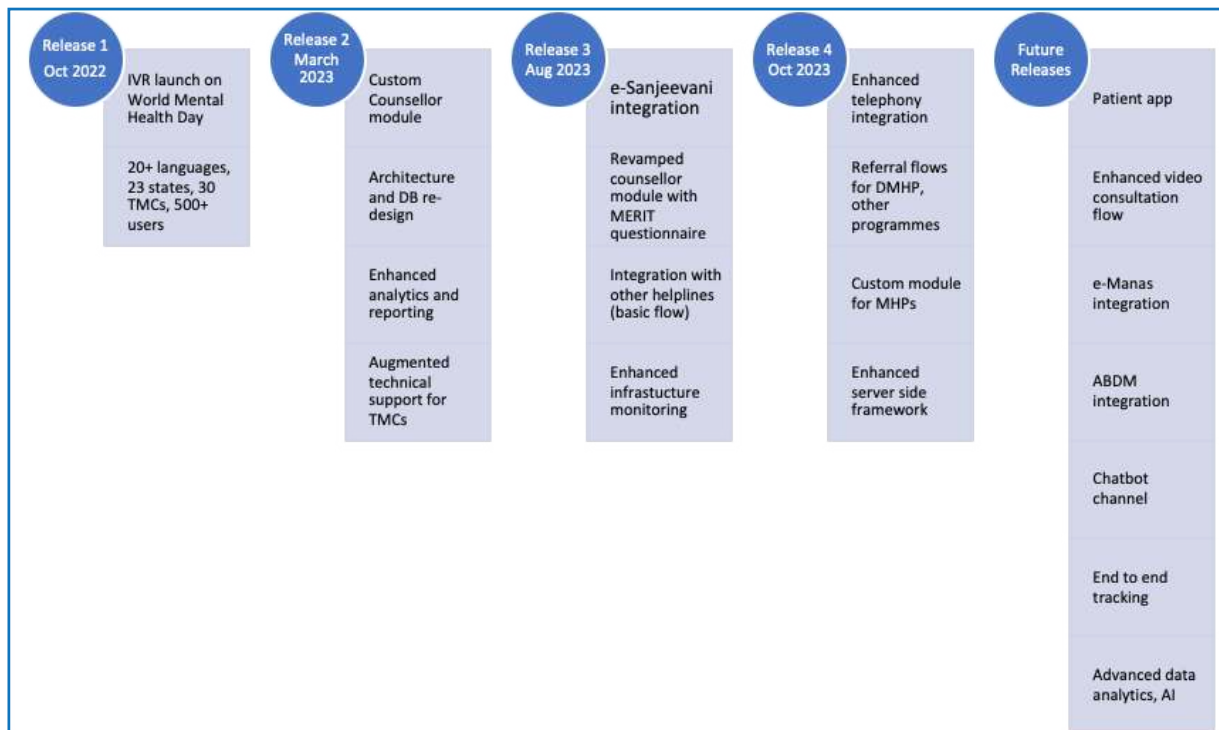 Release 1
Oct 2022
IVR launch on
World Mental
Health Day
20+ languages,
23 states, 30
TMCs, 500+
users
Release 2
March
2023
Custom
Counsellor
module
Architecture
and DB re-
design
Enhanced
analytics and
reporting
Augmented
technical
support for
TMCs
Release 3
Aug 2023
e-Sanjeevani
integration
Revamped
counsellor
module with
MERIT
questionnaire
Integration with
other helplines
(basic flow)
Enhanced
infrastucture
monitoring
Release 4
Oct 2023
Enhanced
telephony
integration
Referral flows
for DMHP,
other
programmes
Custom module
for MHPs
Enhanced
server side
framework
Future
Releases
Patient app
Enhanced video
consultation
flow
e-Manas
integration
ABDM
integration
Chatbot
channel
End to end
tracking
Advanced data
analytics, AI